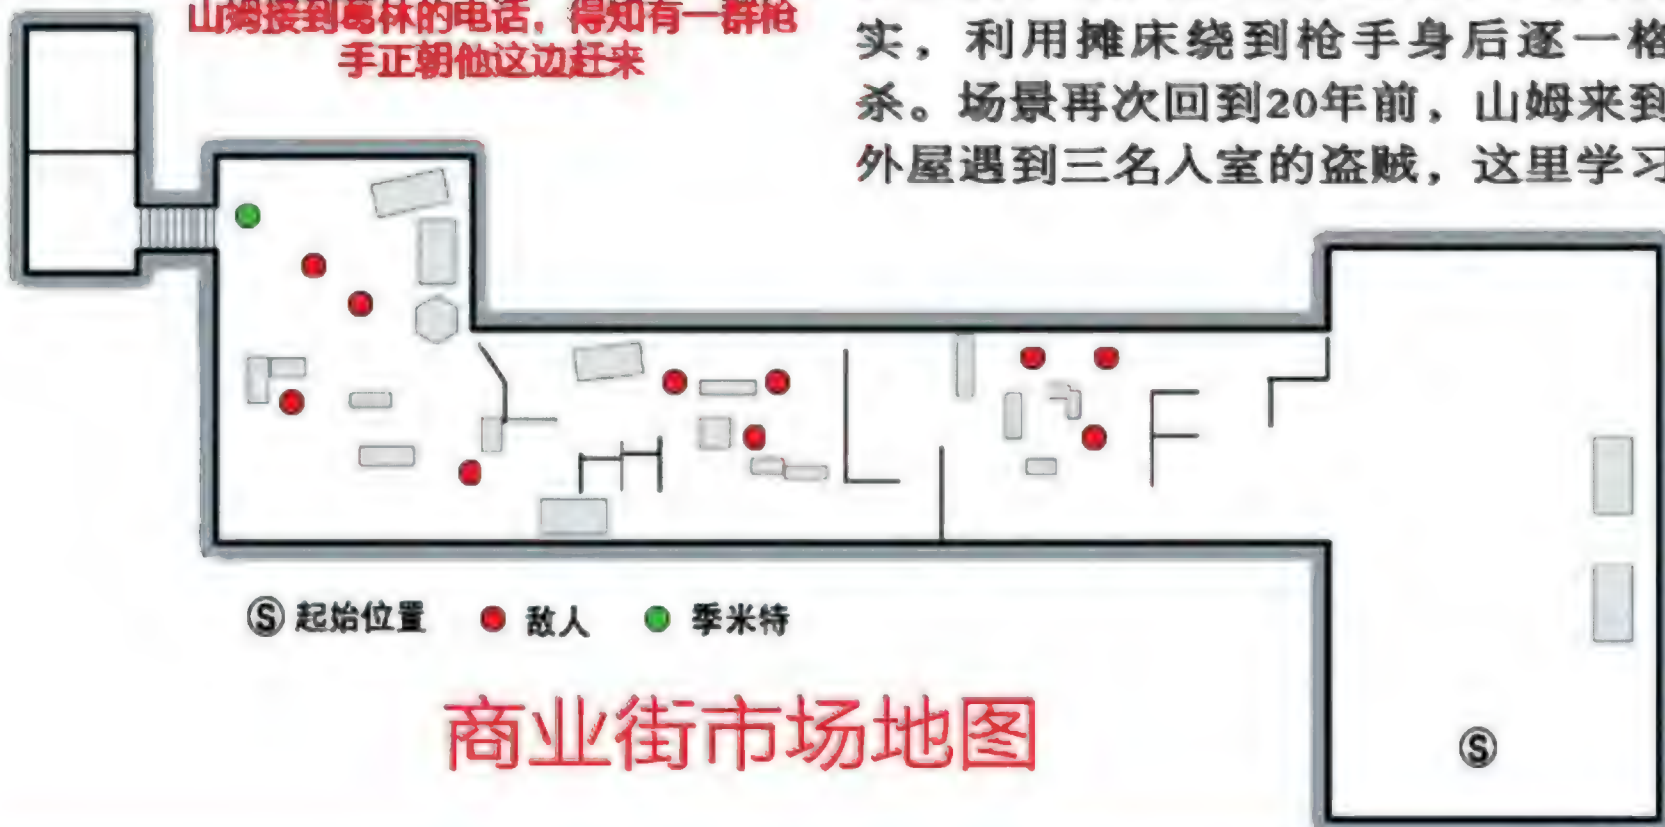 山姆接到葛林的电话，得知有一群枪
手正朝他这边赶来
实，利用摊床绕到枪手身后逐一格
杀。场景再次回到20年前，山姆来到
外屋遇到三名入室的盗贼，这里学习
Ⓢ 起始位置 敌人 季米特
商业街市场地图
Ⓢ